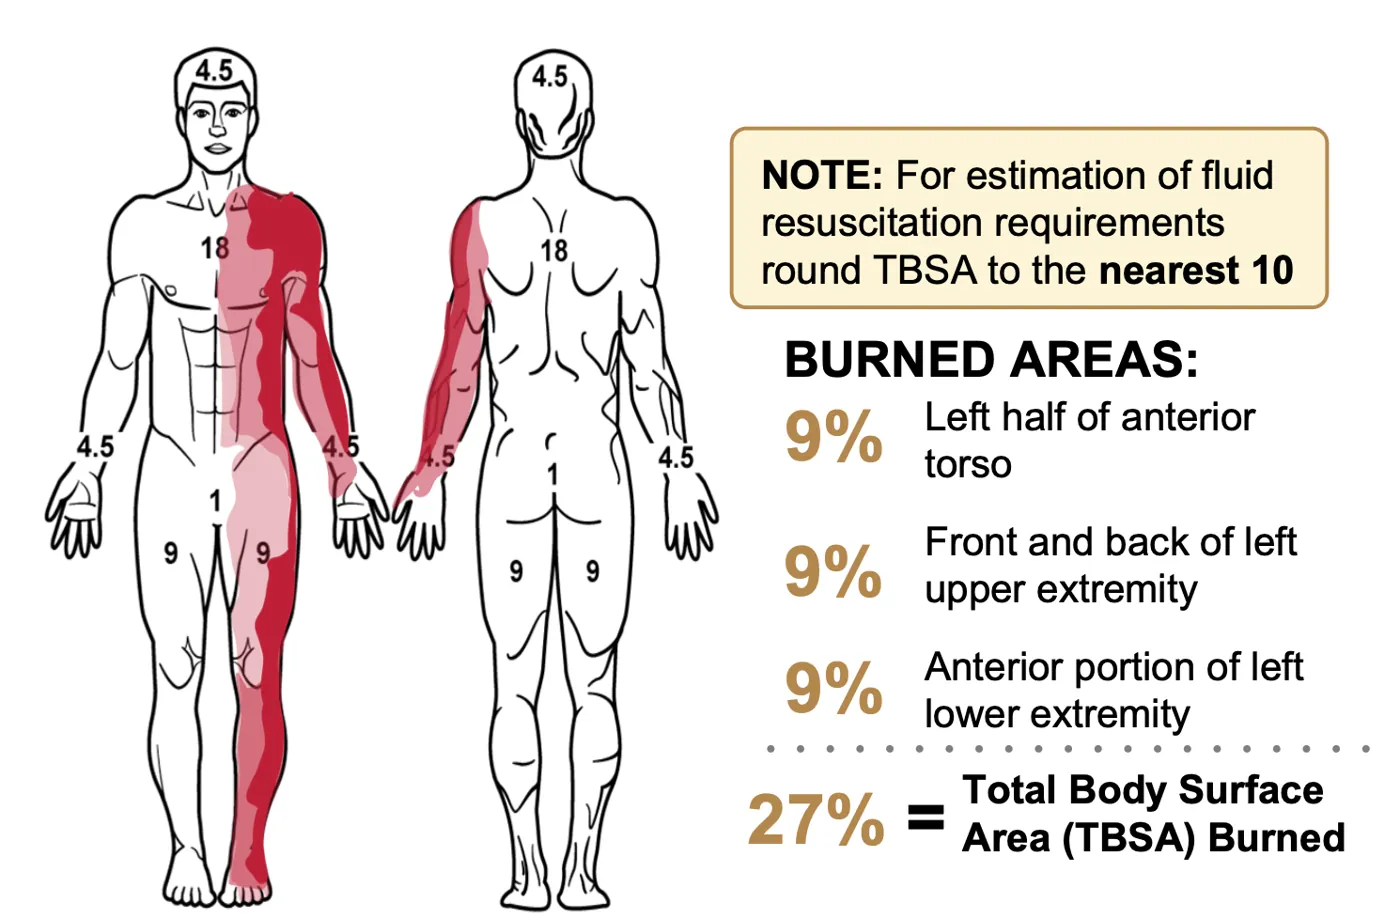 4.5
4.5
18
18
4.5
4.5
4.5
4.5
1
1
9
9
9
9
NOTE: For estimation of fluid
resuscitation requirements
round TBSA to the nearest 10
BURNED AREAS:
9% Left half of anterior
torso
9% Front and back of left
upper extremity
9% Anterior portion of left
lower extremity
27% = Total Body Surface
Area (TBSA) Burned